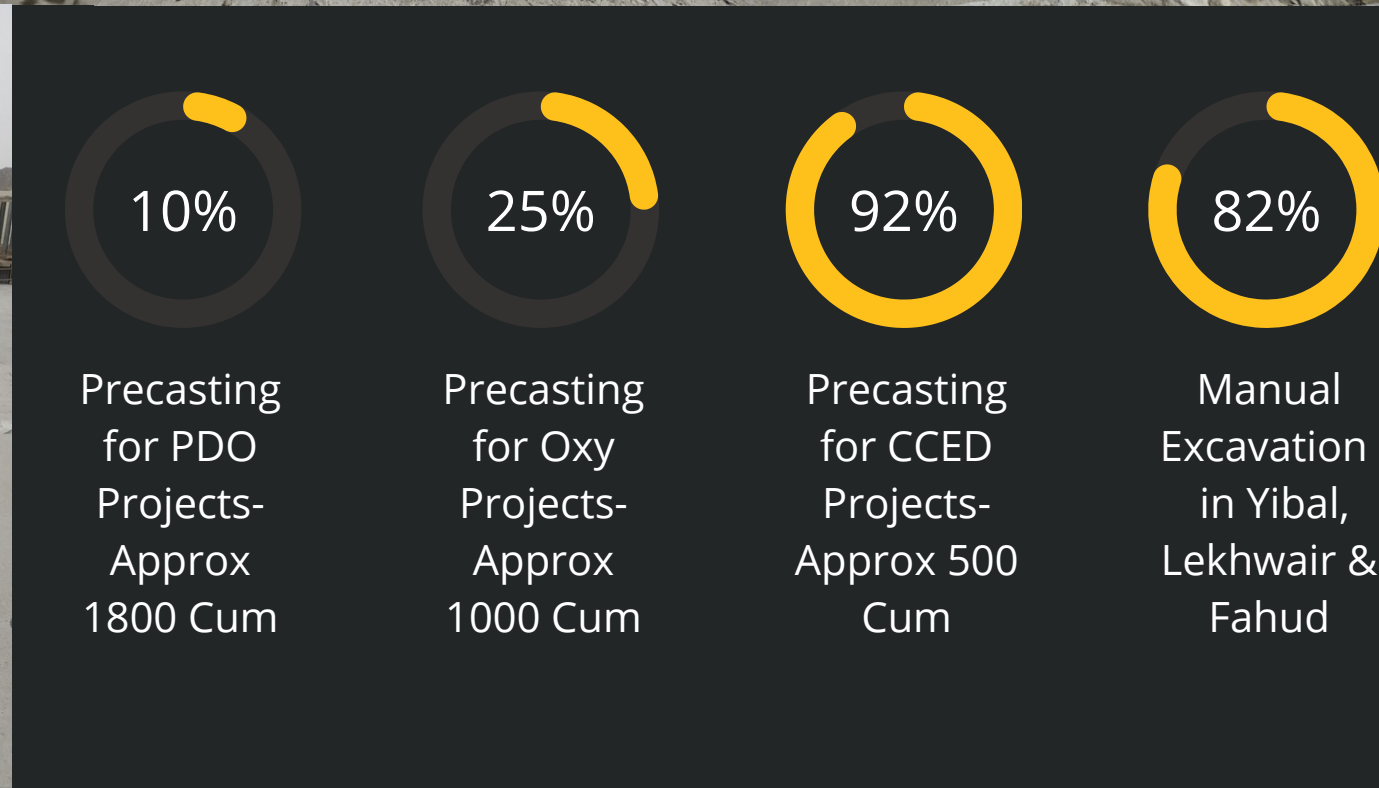 10%
Precasting
for PDO
Projects-
Approx
1800 Cum
25%
Precasting
for Oxy
Projects-
Approx
1000 Cum
92%
Precasting
for CCED
Projects-
Approx 500
Cum
82%
Manual
Excavation
in Yibal,
Lekhwair &
Fahud